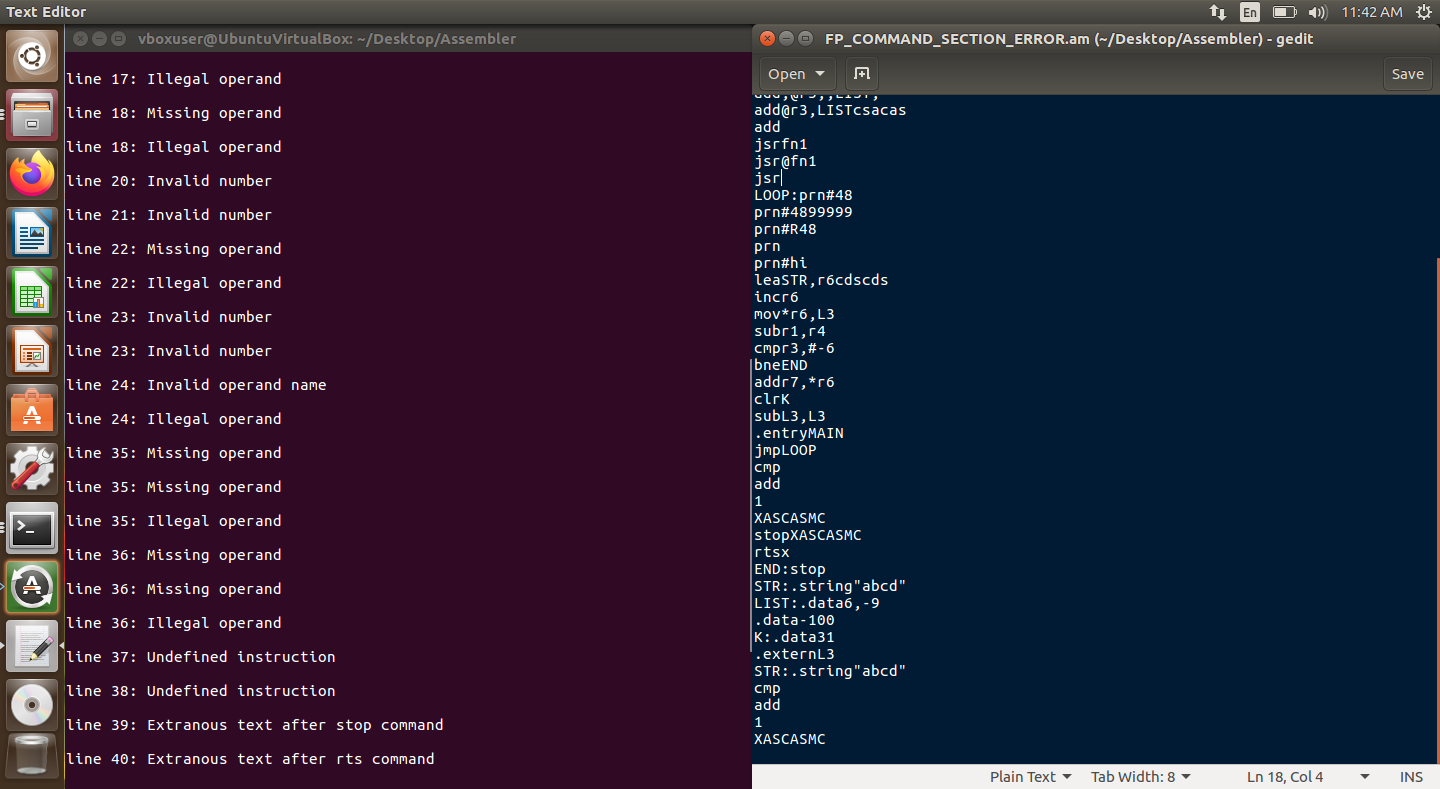 Text Editor
En
11:42 AM
vboxuser@UbuntuVirtualBox: ~/Desktop/Assembler
line 17: Illegal operand
line 18: Missing operand
line 18: Illegal operand
line 20: Invalid number
line 21: Invalid number
line 22: Missing operand
line 22: Illegal operand
line 23: Invalid number
line 23: Invalid number
line 24: Invalid operand name
line 24: Illegal operand
line 35: Missing operand
line 35: Missing operand
line 35: Illegal operand
line 36: Missing operand
line 36: Missing operand
line 36: Illegal operand
line 37: Undefined instruction
line 38: Undefined instruction
line 39: Extranous text after stop command
line 40: Extranous text after rts command
FP_COMMAND_SECTION_ERROR.am (~/Desktop/Assembler) - gedit
Open
Save
add,@r3,,LIST,
add@r3,LISTcsacas
add
jsrfn1
jsr@fn1
jsr
LOOP:prn#48
prn#4899999
prn#R48
prn
prn#hi
leaSTR,r6cdscds
incr6
mov*r6,L3
subr1,r4
cmpr3,#-6
bneEND
addr7,*r6
clrK
subL3,L3
.entryMAIN
jmpLOOP
cmp
add
1
XASCASMC
stopXASCASMC
rtsx
END:stop
STR:.string"abcd"
LIST:.data6,-9
.data-100
K:.data31
.externL3
STR:.string"abcd"
cmp
add
1
XASCASMC
Plain Text
Tab Width: 8
Ln 18, Col 4
INS